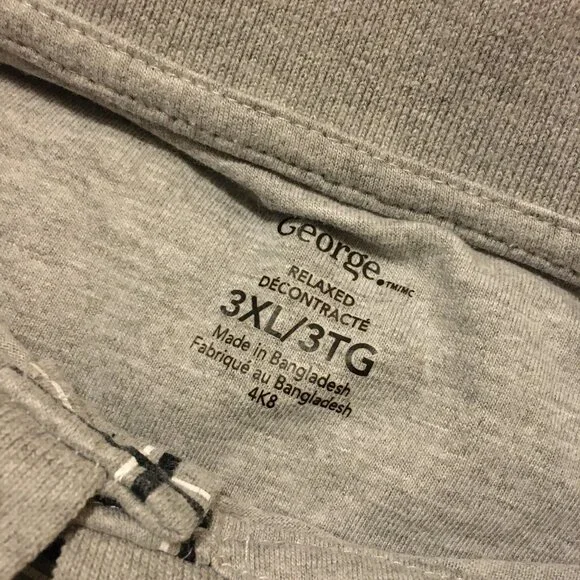 George.™/MC
RELAXED
DÉCONTRACTÉ
3XL/3TG
Made in Bangladesh
Fabriqué au Bangladesh
4K8